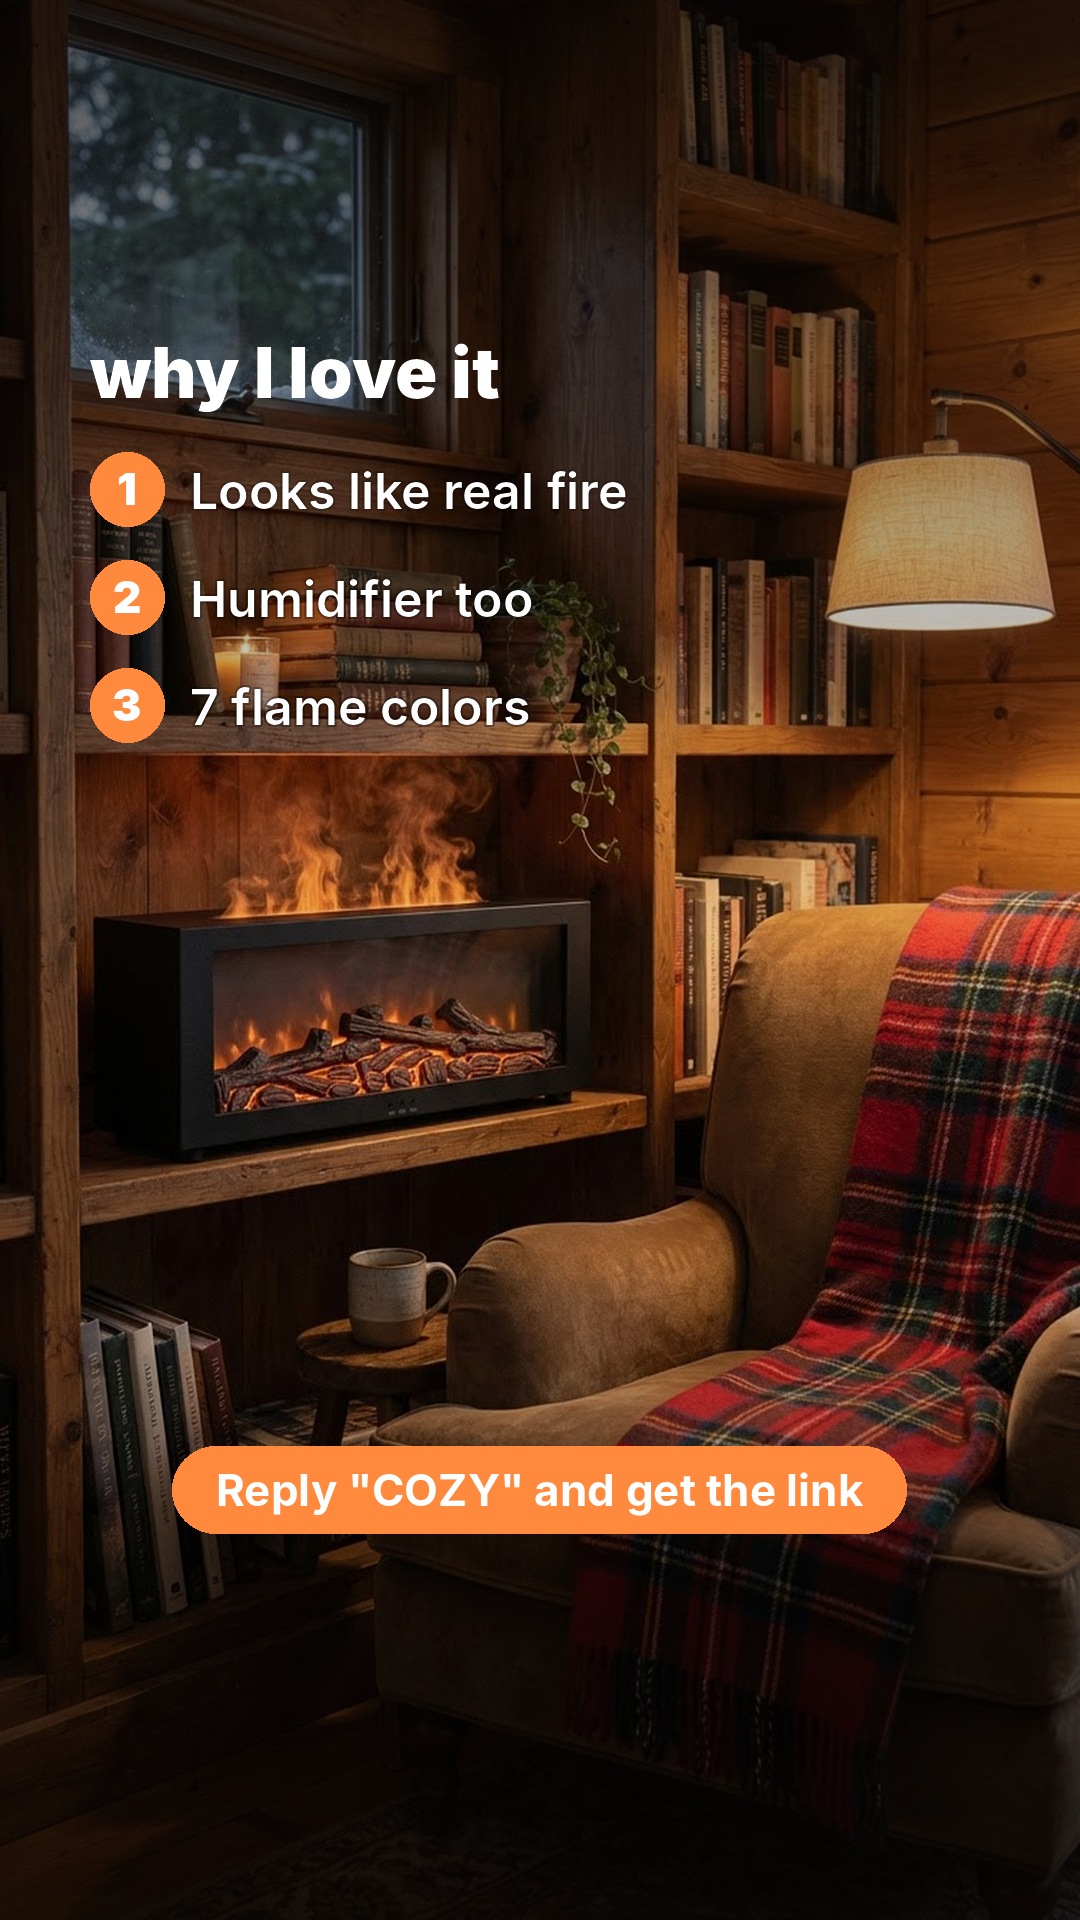 why I love it
1 Looks like real fire
2 Humidifier too
3 7 flame colors
Reply "COZY" and get the link